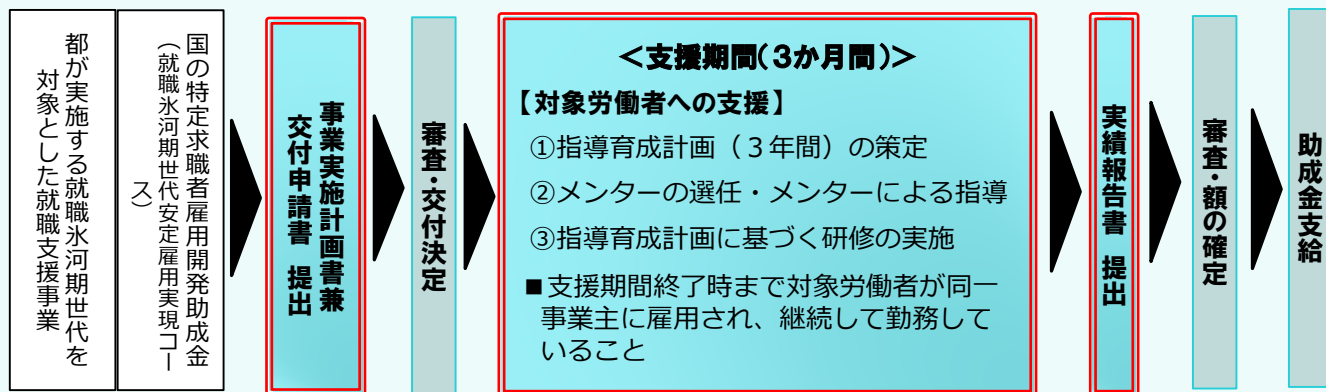 都が実施する就職氷河期世代を
対象とした就職支援事業
国の特定求職者雇用開発助成金
（就職氷河期世代安定雇用実現コー
ス）
事業実施計画書兼
交付申請書 提出
審査・交付決定
＜支援期間（３か月間）＞
【対象労働者への支援】
①指導育成計画（３年間）の策定
②メンターの選任・メンターによる指導
③指導育成計画に基づく研修の実施
■支援期間終了時まで対象労働者が同一
事業主に雇用され、継続して勤務して
いること
実績報告書 提出
審査・額の確定
助成金支給